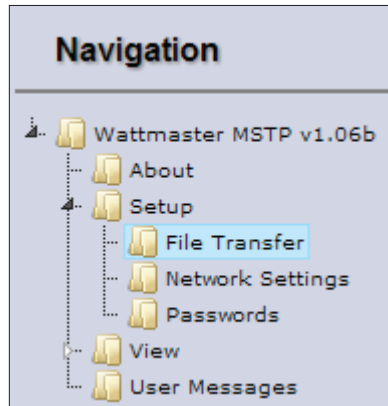 Navigation
Wattmaster MSTP v1.06b
About
Setup
File Transfer
Network Settings
Passwords
View
User Messages